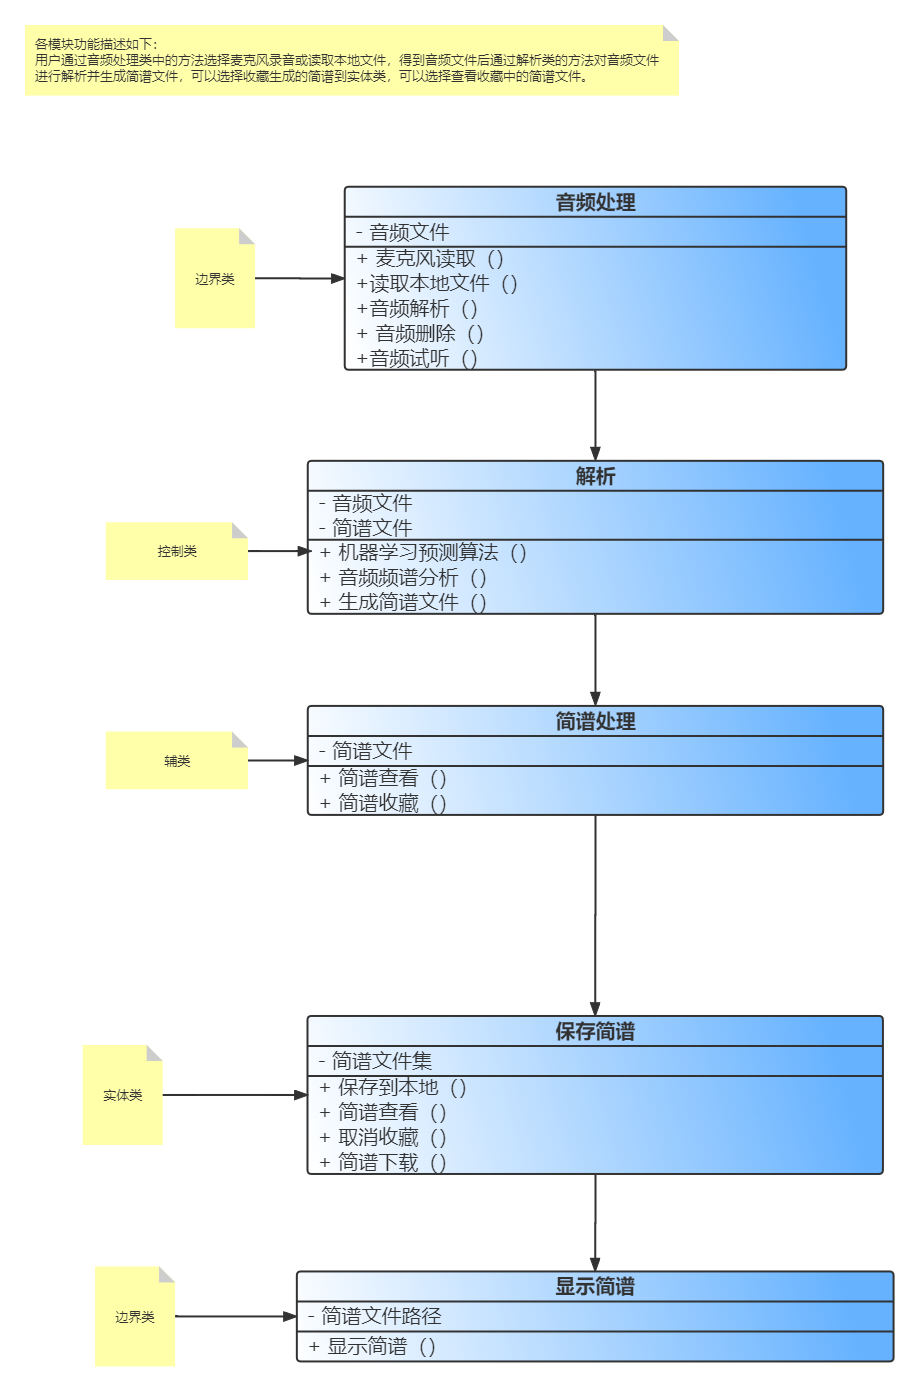 各模块功能描述如下：
用户通过音频处理类中的方法选择麦克风录音或读取本地文件，得到音频文件后通过解析类的方法对音频文件
进行解析并生成简谱文件，可以选择收藏生成的简谱到实体类，可以选择查看收藏中的简谱文件。
音频处理
- 音频文件
边界类
+ 麦克风读取（）
+读取本地文件（）
+音频解析（）
+ 音频删除（）
+音频试听（）
解析
- 音频文件
- 简谱文件
控制类
+ 机器学习预测算法（）
+ 音频频谱分析（）
+ 生成简谱文件（）
简谱处理
- 简谱文件
辅类
+ 简谱查看（）
+ 简谱收藏（）
保存简谱
- 简谱文件集
实体类
+ 保存到本地（）
+ 简谱查看（）
+ 取消收藏（）
+ 简谱下载（）
显示简谱
- 简谱文件路径
边界类
+ 显示简谱（）